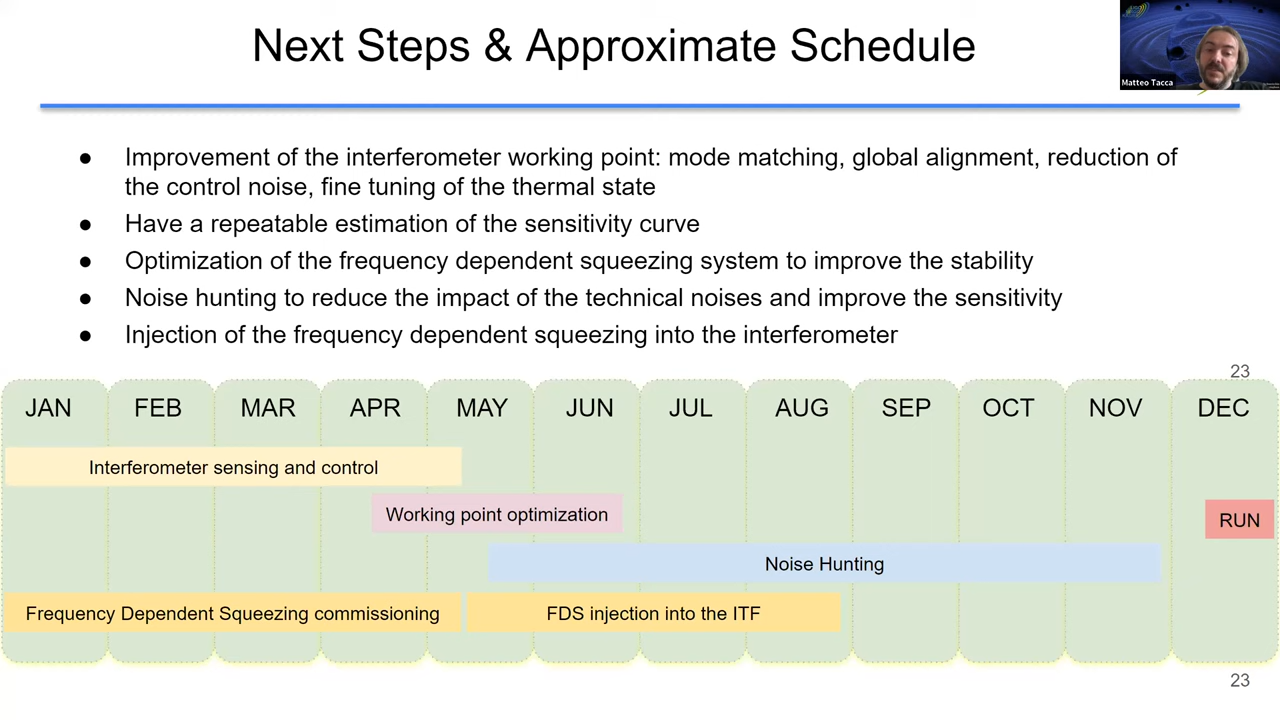 Next Steps & Approximate Schedule
Matteo Tacca
● Improvement of the interferometer working point: mode matching, global alignment, reduction of
the control noise, fine tuning of the thermal state
● Have a repeatable estimation of the sensitivity curve
● Optimization of the frequency dependent squeezing system to improve the stability
● Noise hunting to reduce the impact of the technical noises and improve the sensitivity
● Injection of the frequency dependent squeezing into the interferometer
23
JAN FEB MAR APR MAY JUN JUL AUG SEP OCT NOV DEC
Interferometer sensing and control
Working point optimization
RUN
Noise Hunting
Frequency Dependent Squeezing commissioning
FDS injection into the ITF
23